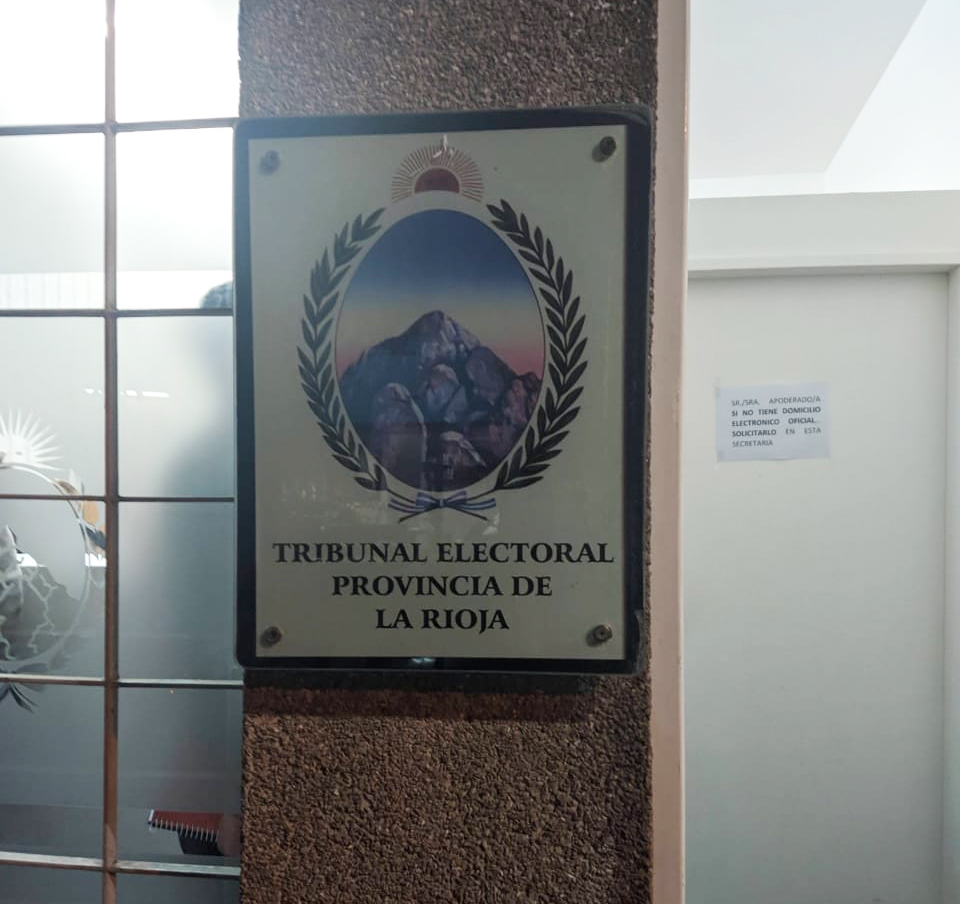 TRIBUNAL ELECTORAL
PROVINCIA DE
LA RIOJA
SR./SRA. APODERADO/A
SI NO TIENE DOMICILIO
ELECTRONICO OFICIAL.
SOLICITARLO EN ESTA
SECRETARIA